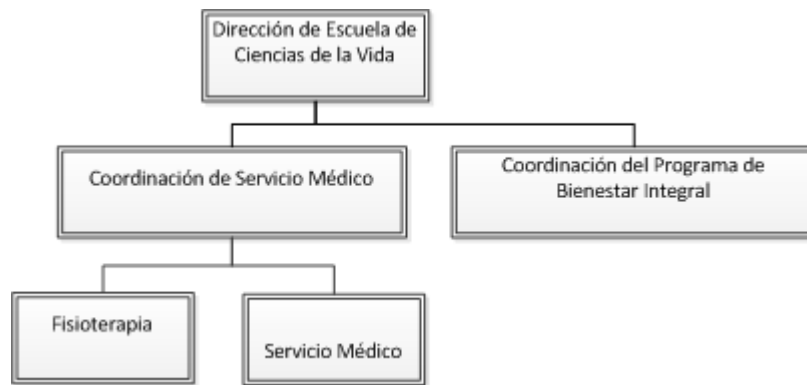 Dirección de Escuela de
Ciencias de la Vida
Coordinación de Servicio Médico
Coordinación del Programa de
Bienestar Integral
Fisioterapia
Servicio Médico